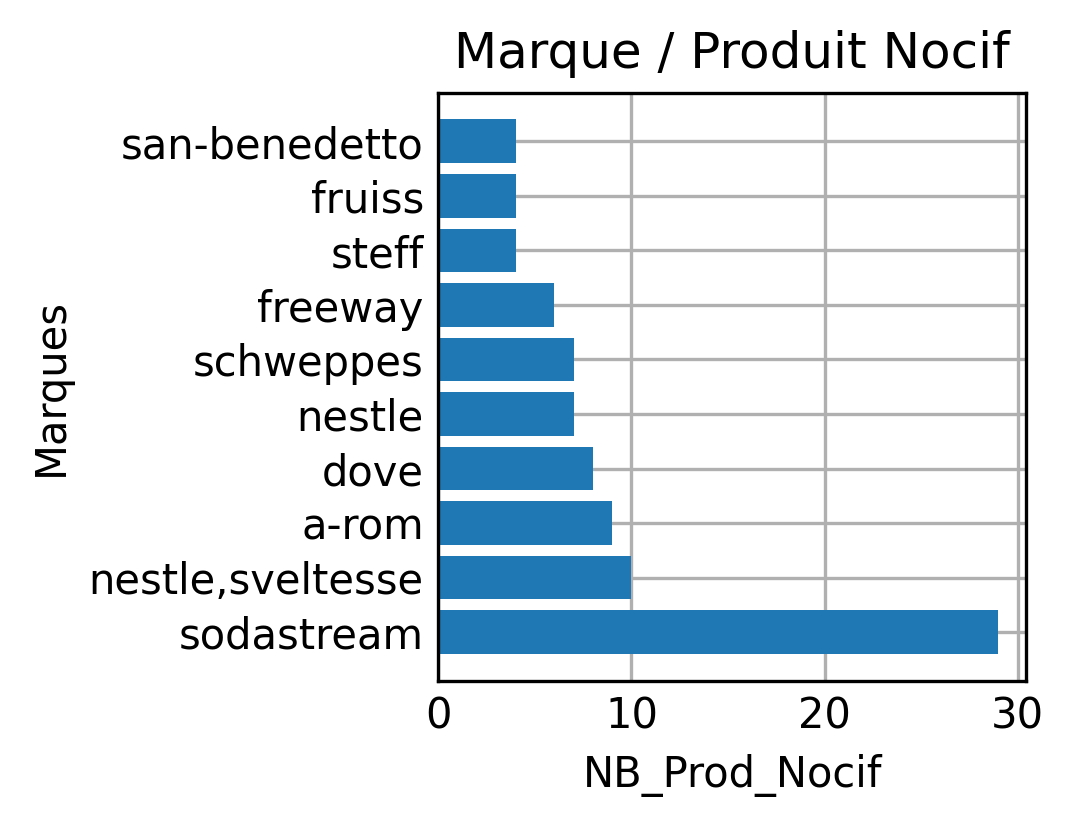 Marque / Produit Nocif
san-benedetto
fruiss
steff
freeway
schweppes
nestle
dove
a-rom
nestle,sveltesse
sodastream
Marques
0 10 20 30
NB_Prod_Nocif